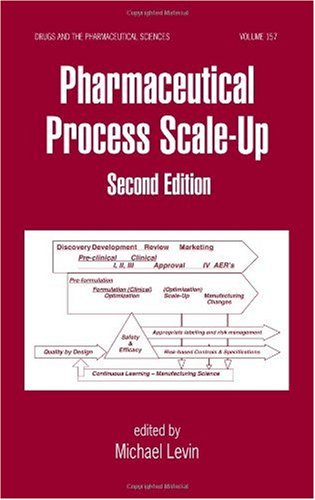 DRUGS AND THE PHARMACEUTICAL SCIENCES VOLUME 157
Pharmaceutical
Process Scale-Up
Second Edition
Discovery Development Review Marketing
Pre-clinical Clinical
I, II, III Approval IV AER's
Pre-formulation
Formulation (Clinical) (Optimization)
Optimization Scale-Up Manufacturing
Changes
Safety
&
Efficacy
Appropriate labeling and risk management
Quality by Design
Risk-based Controls & Specifications
Continuous Learning – Manufacturing Science
edited by
Michael Levin